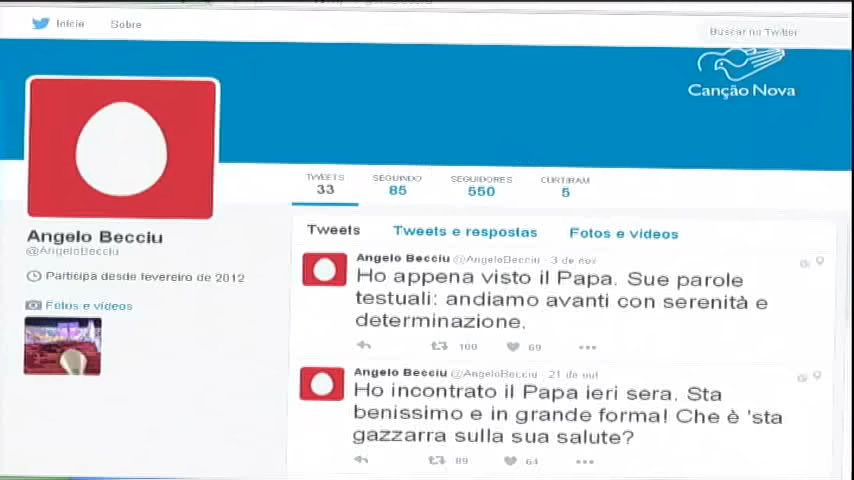 Início Sobre
Buscar no Twitter
Canção Nova
TWEETS SEGUINDO SEGUIDORES CURTIRAM
33 85 550 5
Angelo Becciu
@AngeloBecciu
Participa desde fevereiro de 2012
Fotos e vídeos
Tweets Tweets e respostas Fotos e vídeos
Angelo Becciu @AngeloBecciu · 3 de nov
Ho appena visto il Papa. Sue parole
testuali: andiamo avanti con serenità e
determinazione.
100 69
Angelo Becciu @AngeloBecciu · 21 de out
Ho incontrato il Papa ieri sera. Sta
benissimo e in grande forma! Che è 'sta
gazzarra sulla sua salute?
89 64